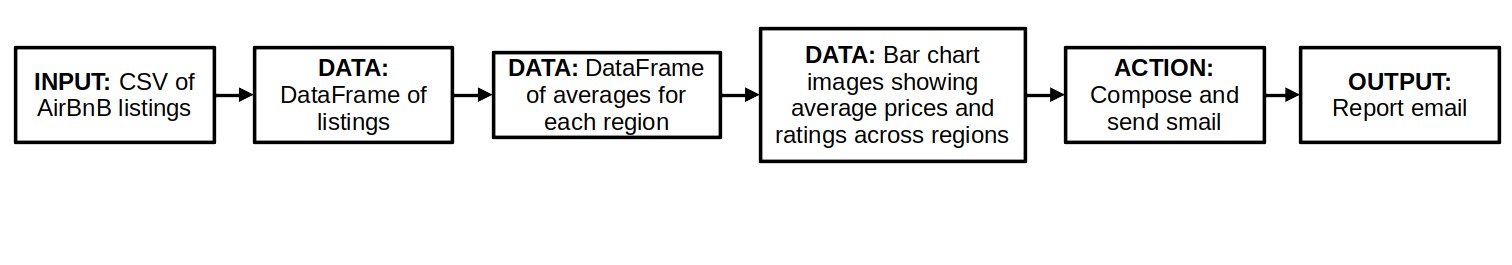 INPUT: CSV of
AirBnB listings
DATA:
DataFrame of
listings
DATA: DataFrame
of averages for
each region
DATA: Bar chart
images showing
average prices and
ratings across regions
ACTION:
Compose and
send smail
OUTPUT:
Report email